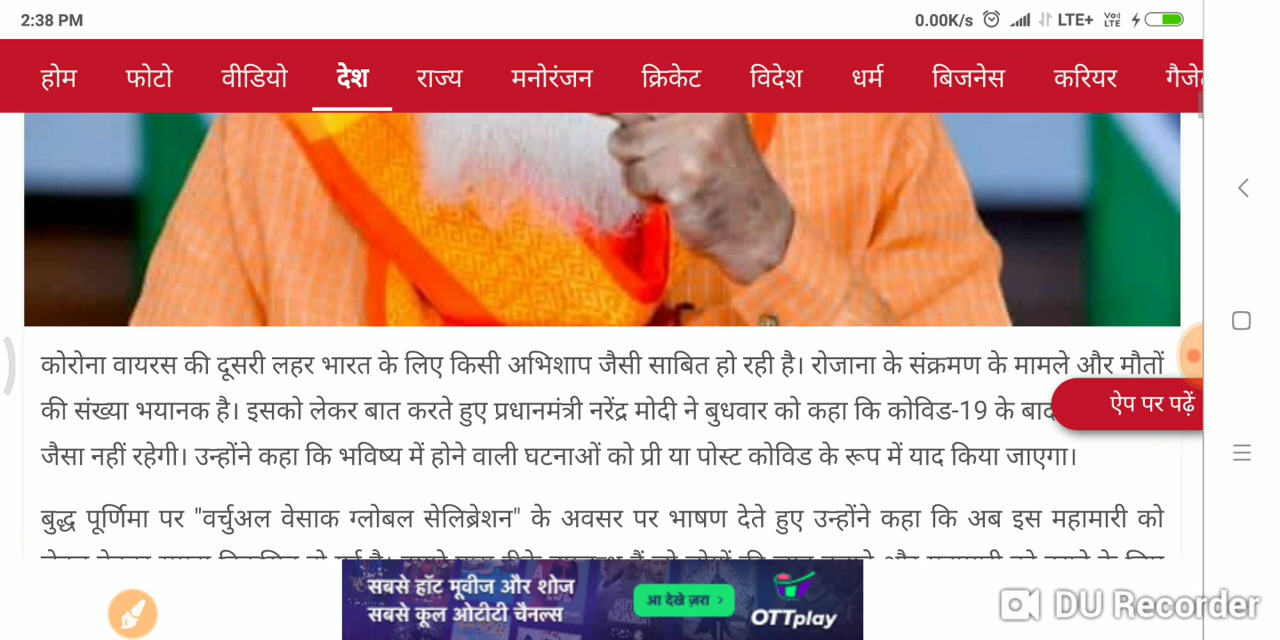 2:38 PM
0.00K/s LTE+ Vo)) LTE
होम फोटो वीडियो देश राज्य मनोरंजन क्रिकेट विदेश धर्म बिजनेस करियर
कोरोना वायरस की दूसरी लहर भारत के लिए किसी अभिशाप जैसी साबित हो रही है। रोजाना के संक्रमण के मामले और मौतों
की संख्या भयानक है। इसको लेकर बात करते हुए प्रधानमंत्री नरेंद्र मोदी ने बुधवार को कहा कि कोविड-19 के बाद
ऐप पर पढ़ें
जैसा नहीं रहेगी। उन्होंने कहा कि भविष्य में होने वाली घटनाओं को प्री या पोस्ट कोविड के रूप में याद किया जाएगा।
बुद्ध पूर्णिमा पर "वर्चुअल वेसाक ग्लोबल सेलिब्रेशन" के अवसर पर भाषण देते हुए उन्होंने कहा कि अब इस महामारी को
सबसे हॉट मूवीज और शोज
सबसे कूल ओटीटी चैनल्स
आ देखे ज़रा >
OTTplay
DU Recorder